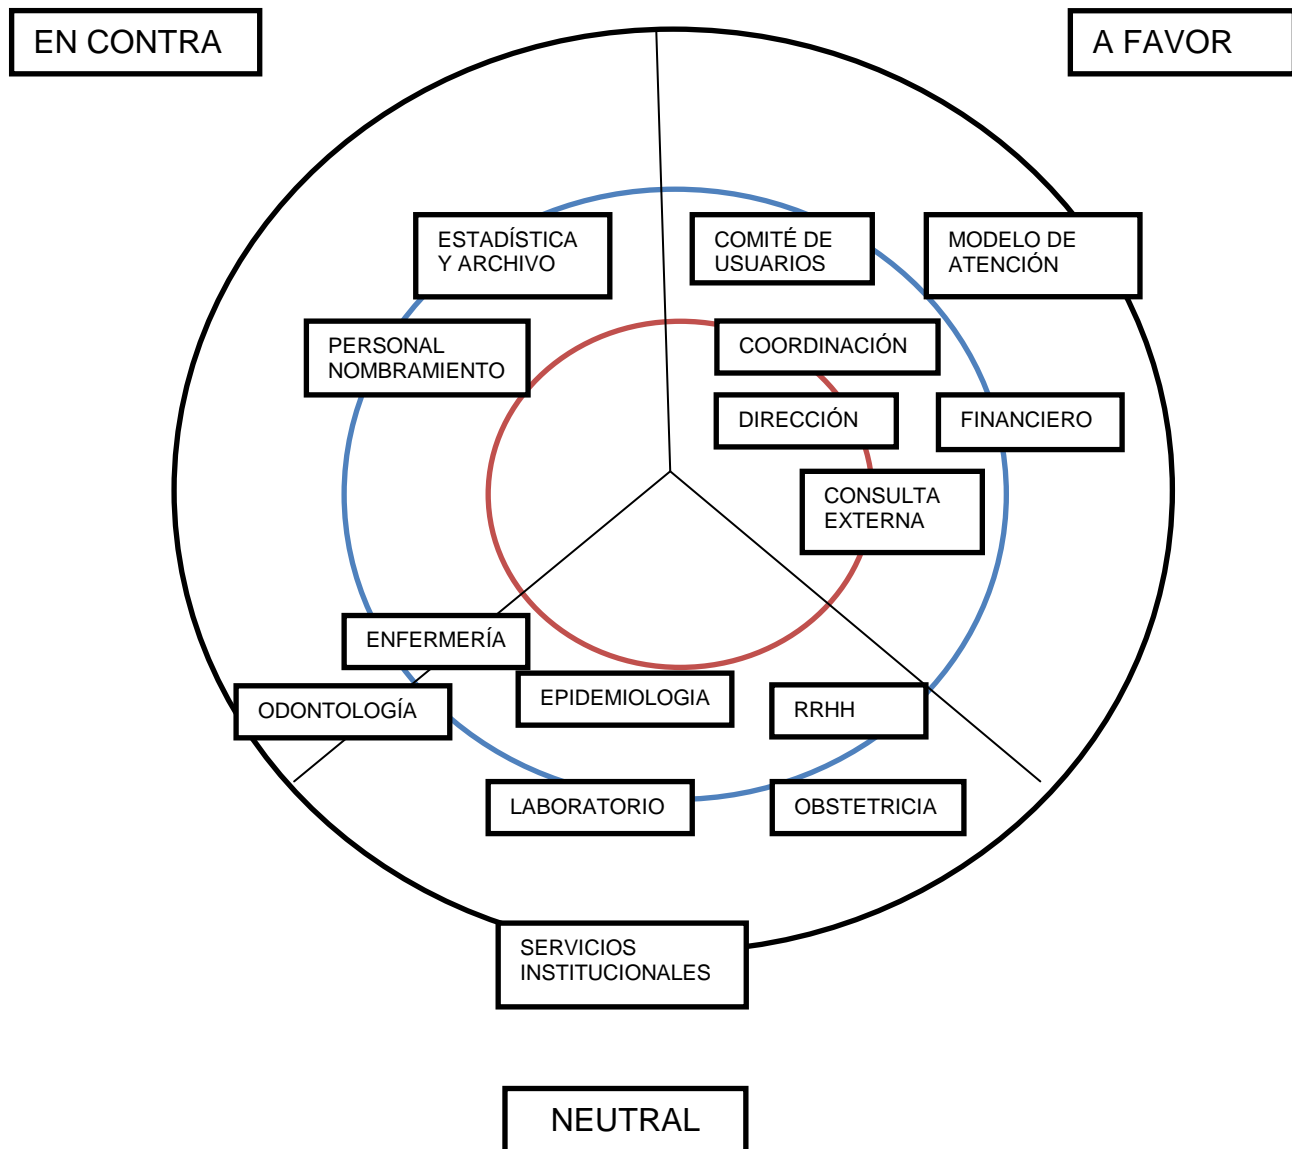 EN CONTRA
A FAVOR
ESTADÍSTICA
Y ARCHIVO
COMITÉ DE
USUARIOS
MODELO DE
ATENCIÓN
PERSONAL
NOMBRAMIENTO
COORDINACIÓN
DIRECCIÓN
FINANCIERO
CONSULTA
EXTERNA
ENFERMERÍA
EPIDEMIOLOGIA
RRHH
ODONTOLOGÍA
LABORATORIO
OBSTETRICIA
SERVICIOS
INSTITUCIONALES
NEUTRAL